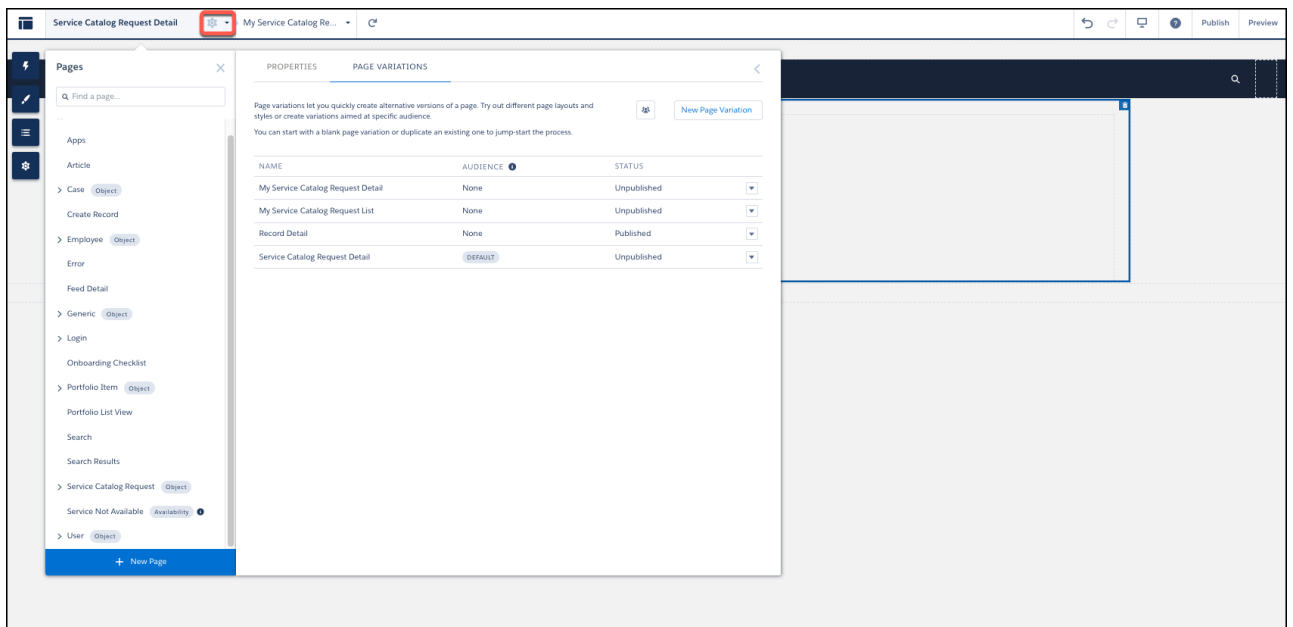 Service Catalog Request Detail
My Service Catalog Re...
Publish
Preview
Pages
Find a page...
Apps
Article
Case Object
Create Record
Employee Object
Error
Feed Detail
Generic Object
Login
Onboarding Checklist
Portfolio Item Object
Portfolio List View
Search
Search Results
Service Catalog Request Object
Service Not Available Availability
User Object
+ New Page
PROPERTIES PAGE VARIATIONS
Page variations let you quickly create alternative versions of a page. Try out different page layouts and
styles or create variations aimed at specific audience.
You can start with a blank page variation or duplicate an existing one to jump-start the process.
New Page Variation
NAME AUDIENCE STATUS
My Service Catalog Request Detail None Unpublished
My Service Catalog Request List None Unpublished
Record Detail None Published
Service Catalog Request Detail DEFAULT Unpublished